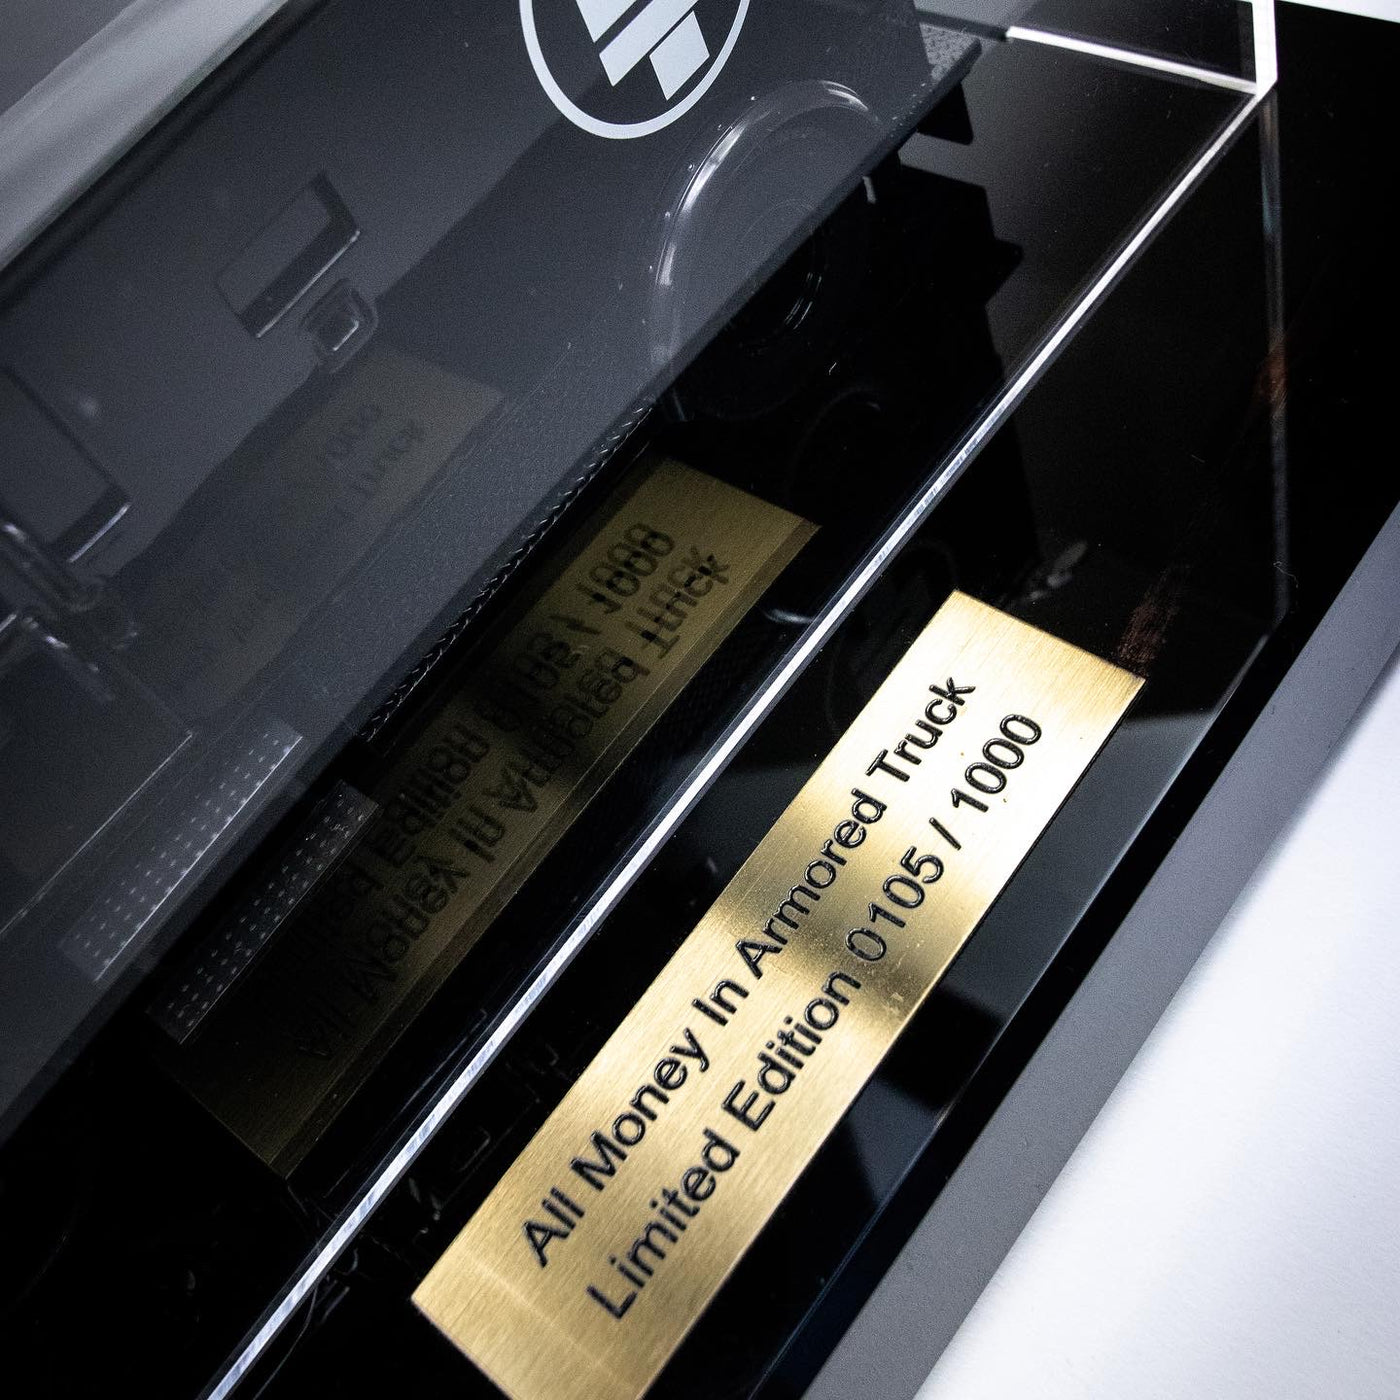 All Money In Armored Truck
Limited Edition 0105 / 1000